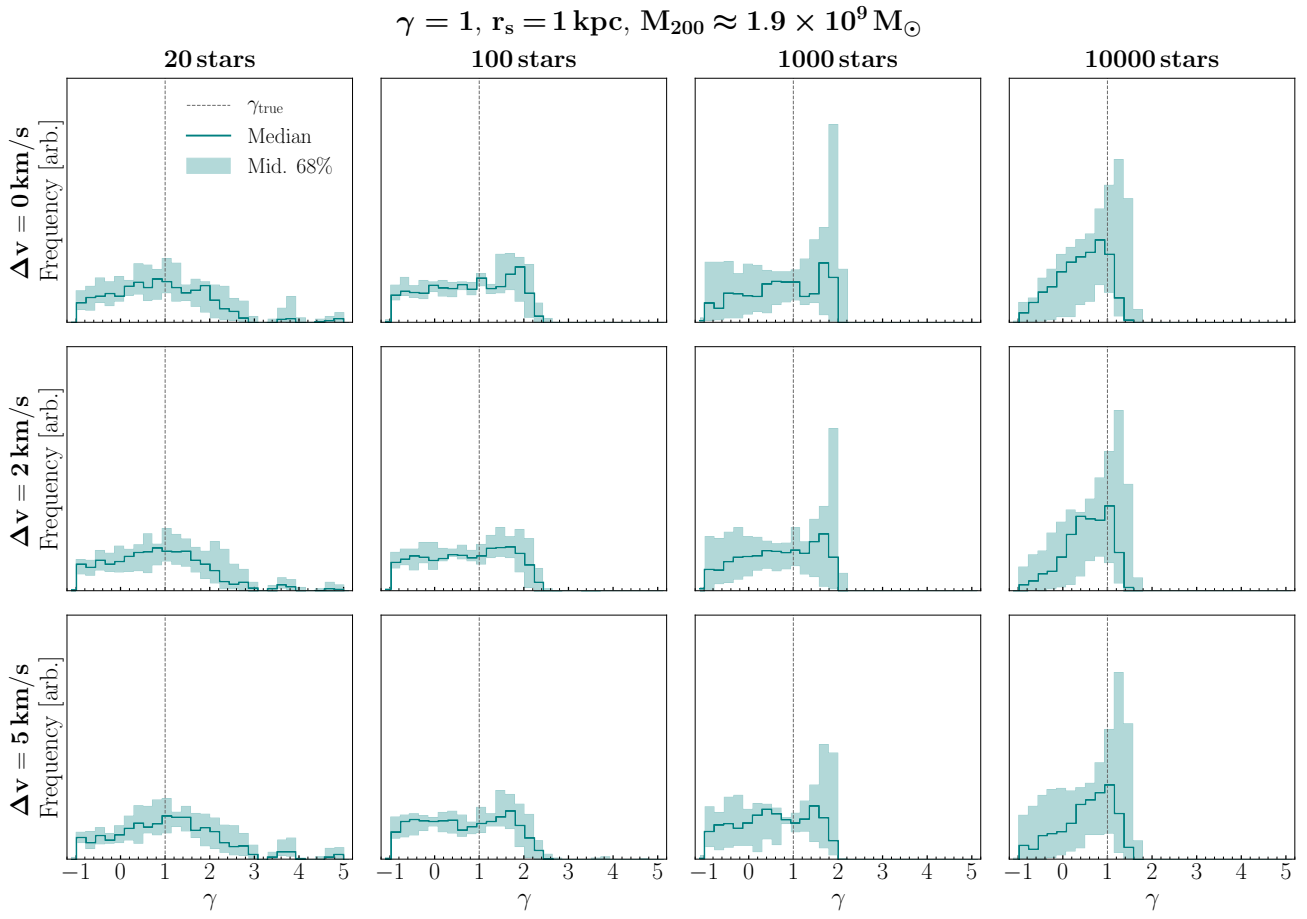 γ = 1, r_s = 1 kpc, M_200 ≈ 1.9 × 10^9 M_⊙
20 stars 100 stars 1000 stars 10000 stars
γ_true
Median
Mid. 68%
Δv = 0 km/s
Frequency [arb.]
Δv = 2 km/s
Frequency [arb.]
Δv = 5 km/s
Frequency [arb.]
−1 0 1 2 3 4 5 −1 0 1 2 3 4 5 −1 0 1 2 3 4 5 −1 0 1 2 3 4 5
γ γ γ γ